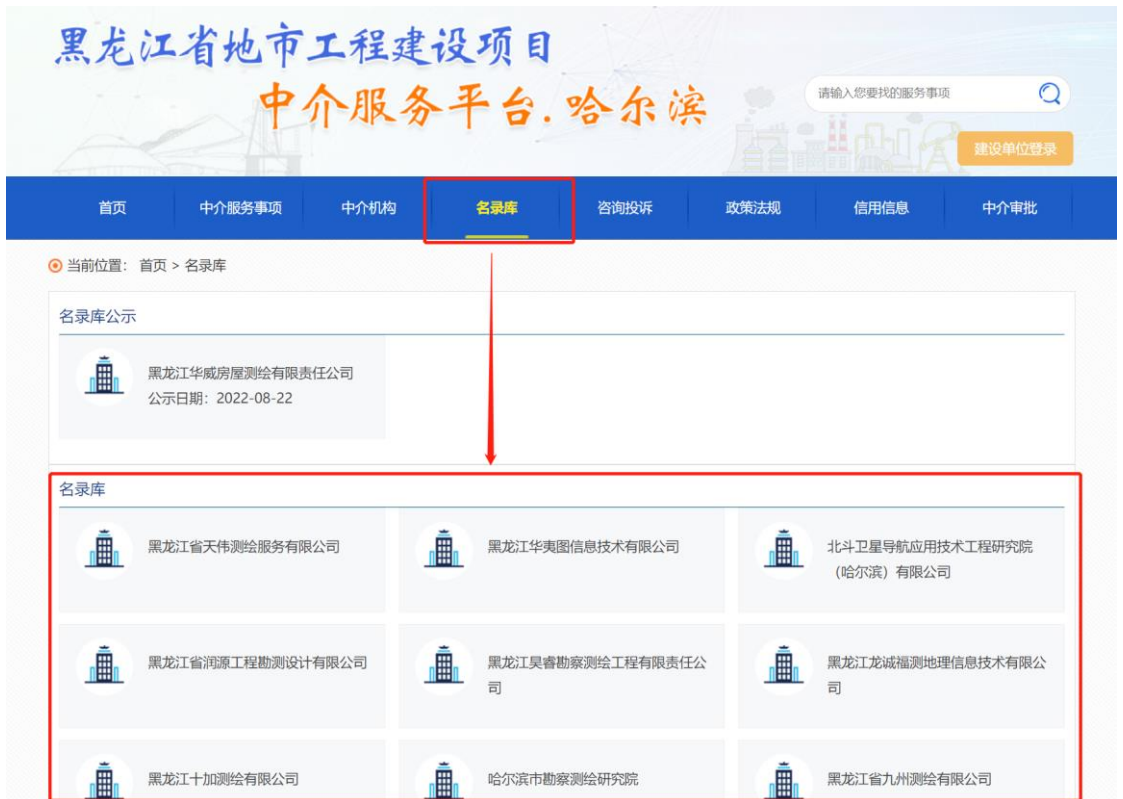 黑龙江省地市工程建设项目
中介服务平台.哈尔滨
请输入您要找的服务事项
建设单位登录
首页 中介服务事项 中介机构 名录库 咨询投诉 政策法规 信用信息 中介审批
当前位置： 首页 > 名录库
名录库公示
黑龙江华威房屋测绘有限责任公司
公示日期：2022-08-22
名录库
黑龙江省天伟测绘服务有限公司
黑龙江华夷图信息技术有限公司
北斗卫星导航应用技术工程研究院
（哈尔滨）有限公司
黑龙江省润源工程勘测设计有限公司
黑龙江昊睿勘察测绘工程有限责任公
司
黑龙江龙诚福测地理信息技术有限公
司
黑龙江十加测绘有限公司
哈尔滨市勘察测绘研究院
黑龙江省九州测绘有限公司